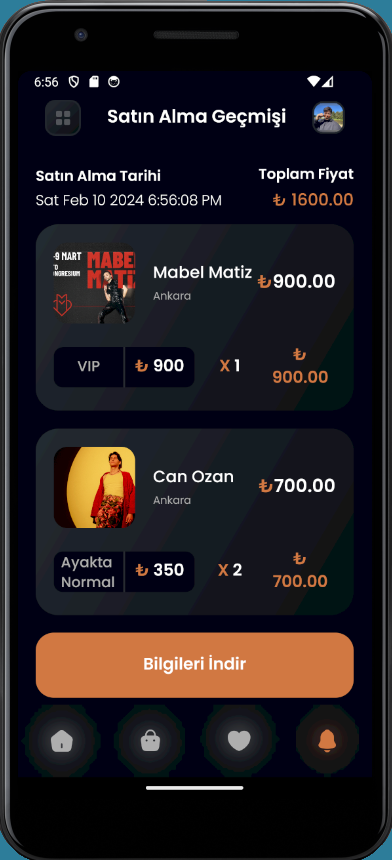 6:56
Satın Alma Geçmişi
Satın Alma Tarihi
Toplam Fiyat
Sat Feb 10 2024 6:56:08 PM
₺ 1600.00
-9 MART
MABE
MATİZ
Mabel Matiz
₺900.00
Ankara
VIP
₺ 900
X 1
₺
900.00
Can Ozan
₺700.00
Ankara
Ayakta
Normal
₺ 350
X 2
₺
700.00
Bilgileri İndir